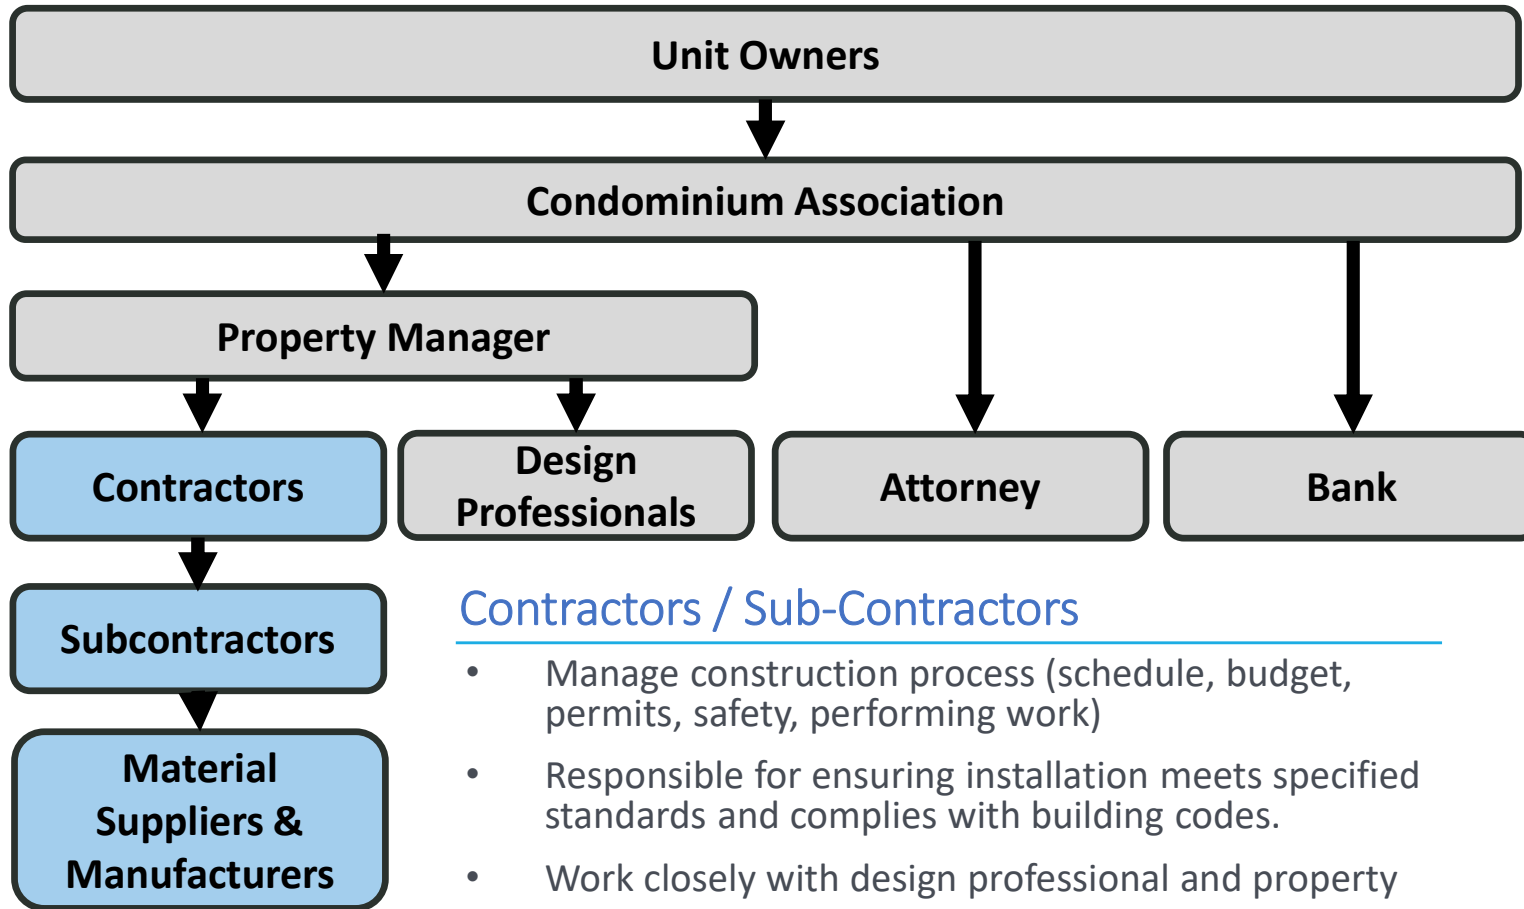 Unit Owners
Condominium Association
Property Manager
Contractors
Design
Professionals
Attorney
Bank
Subcontractors
Material
Suppliers &
Manufacturers
Contractors / Sub-Contractors
• Manage construction process (schedule, budget,
permits, safety, performing work)
• Responsible for ensuring installation meets specified
standards and complies with building codes.
• Work closely with design professional and property